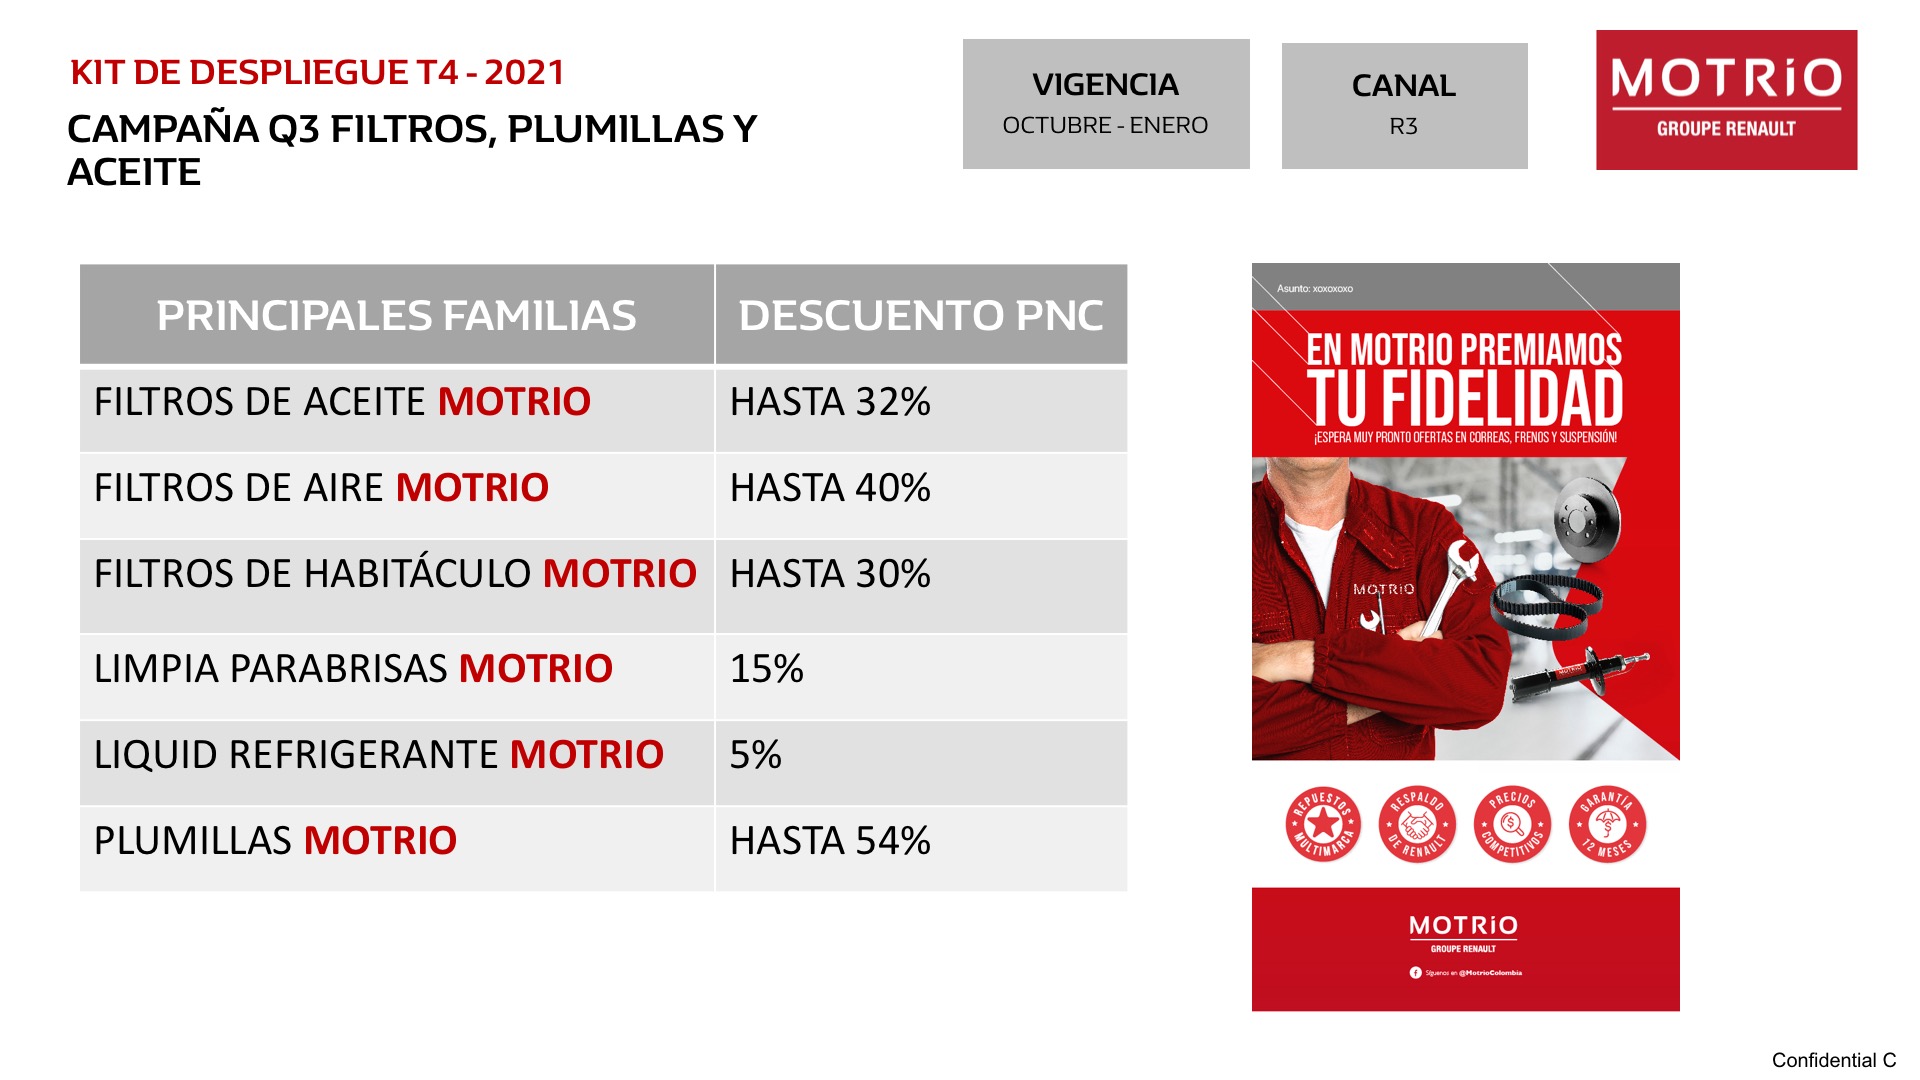 KIT DE DESPLIEGUE T4 - 2021
CAMPAÑA Q3 FILTROS, PLUMILLAS Y
ACEITE
VIGENCIA
OCTUBRE - ENERO
CANAL
R3
MOTRiO
GROUPE RENAULT
PRINCIPALES FAMILIAS DESCUENTO PNC
FILTROS DE ACEITE MOTRIO HASTA 32%
FILTROS DE AIRE MOTRIO HASTA 40%
FILTROS DE HABITÁCULO MOTRIO HASTA 30%
LIMPIA PARABRISAS MOTRIO 15%
LIQUID REFRIGERANTE MOTRIO 5%
PLUMILLAS MOTRIO HASTA 54%
Asunto: xoxoxoxo
EN MOTRIO PREMIAMOS
TU FIDELIDAD
¡ESPERA MUY PRONTO OFERTAS EN CORREAS, FRENOS Y SUSPENSIÓN!
MOTRiO
MOTRIO
REPUESTOS MULTIMARCA
RESPALDO DE RENAULT
PRECIOS COMPETITIVOS
GARANTÍA 12 MESES
MOTRiO
GROUPE RENAULT
Síguenos en @MotrioColombia
Confidential C